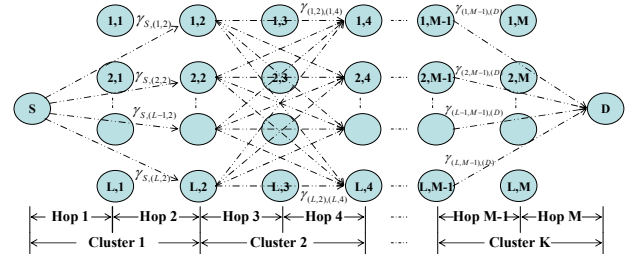 1,1 1,2 1,3 γ(1,2),(1,4) 1,4 1,M-1 γ(1,M−1),(D) 1,M
γS,(1,2)
2,1 γS,(2,2) 2,2 2,3 2,4 2,M-1 γ(2,M−1),(D) 2,M
S γS,(L−1,2) γ(L−1,M−1),(D) D
γS,(L,2) γ(L,M−1),(D)
L,1 L,2 L,3 L,4 L,M-1 L,M
γ(L,2),(L,4)
Hop 1 Hop 2 Hop 3 Hop 4 Hop M-1 Hop M
Cluster 1 Cluster 2 Cluster K